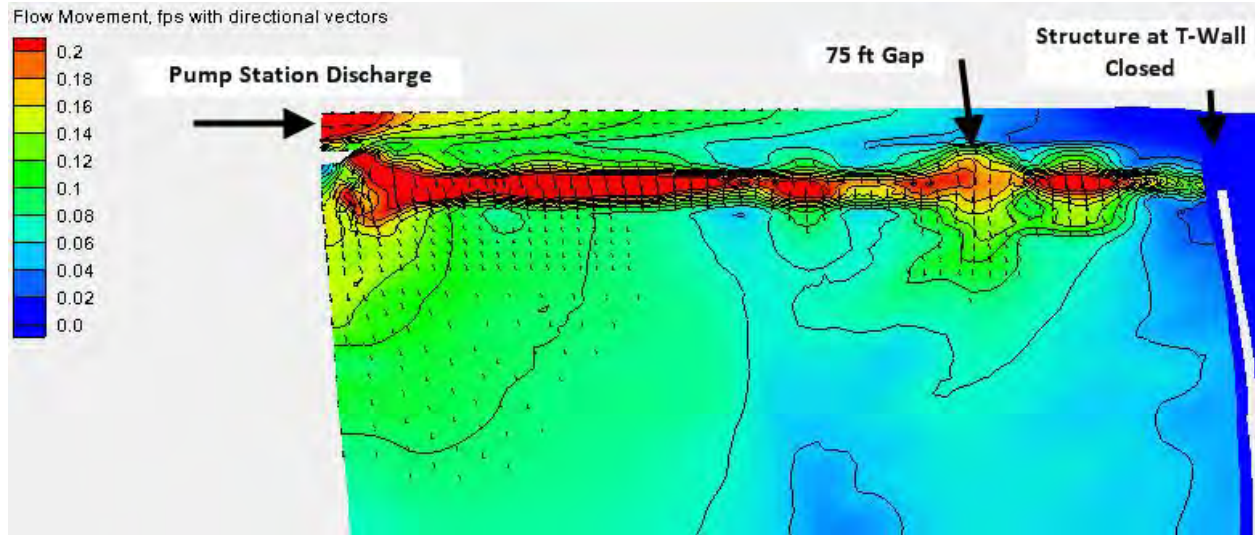 Flow Movement, fps with directional vectors
0.2
0.18
0.16
0.14
0.12
0.1
0.08
0.06
0.04
0.02
0.0
Pump Station Discharge
75 ft Gap
Structure at T-Wall
Closed